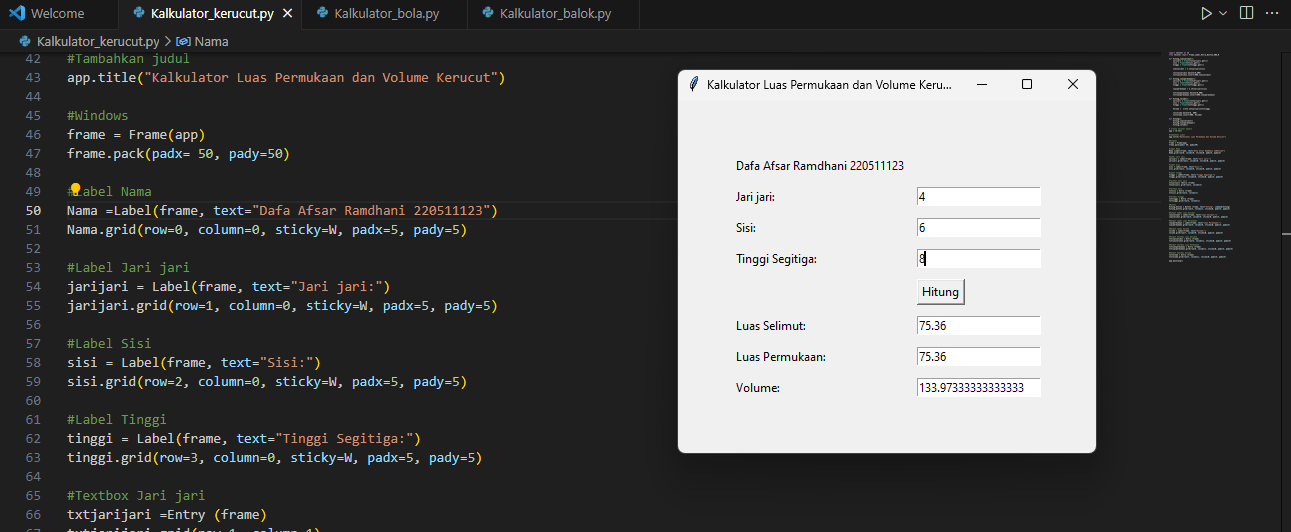 Welcome
Kalkulator_kerucut.py
Kalkulator_bola.py
Kalkulator_balok.py
Kalkulator_kerucut.py > Nama
42 #Tambahkan judul
43 app.title("Kalkulator Luas Permukaan dan Volume Kerucut")
44
45 #Windows
46 frame = Frame(app)
47 frame.pack(padx= 50, pady=50)
48
49 #Label Nama
50 Nama =Label(frame, text="Dafa Afsar Ramdhani 220511123")
51 Nama.grid(row=0, column=0, sticky=W, padx=5, pady=5)
52
53 #Label Jari jari
54 jarijari = Label(frame, text="Jari jari:")
55 jarijari.grid(row=1, column=0, sticky=W, padx=5, pady=5)
56
57 #Label Sisi
58 sisi = Label(frame, text="Sisi:")
59 sisi.grid(row=2, column=0, sticky=W, padx=5, pady=5)
60
61 #Label Tinggi
62 tinggi = Label(frame, text="Tinggi Segitiga:")
63 tinggi.grid(row=3, column=0, sticky=W, padx=5, pady=5)
64
65 #Textbox Jari jari
66 txtjarijari =Entry (frame)
67 txtjarijari.grid(row=1, column=1)
Kalkulator Luas Permukaan dan Volume Keru...
Dafa Afsar Ramdhani 220511123
Jari jari: 4
Sisi: 6
Tinggi Segitiga: 8
Hitung
Luas Selimut: 75.36
Luas Permukaan: 75.36
Volume: 133.97333333333333